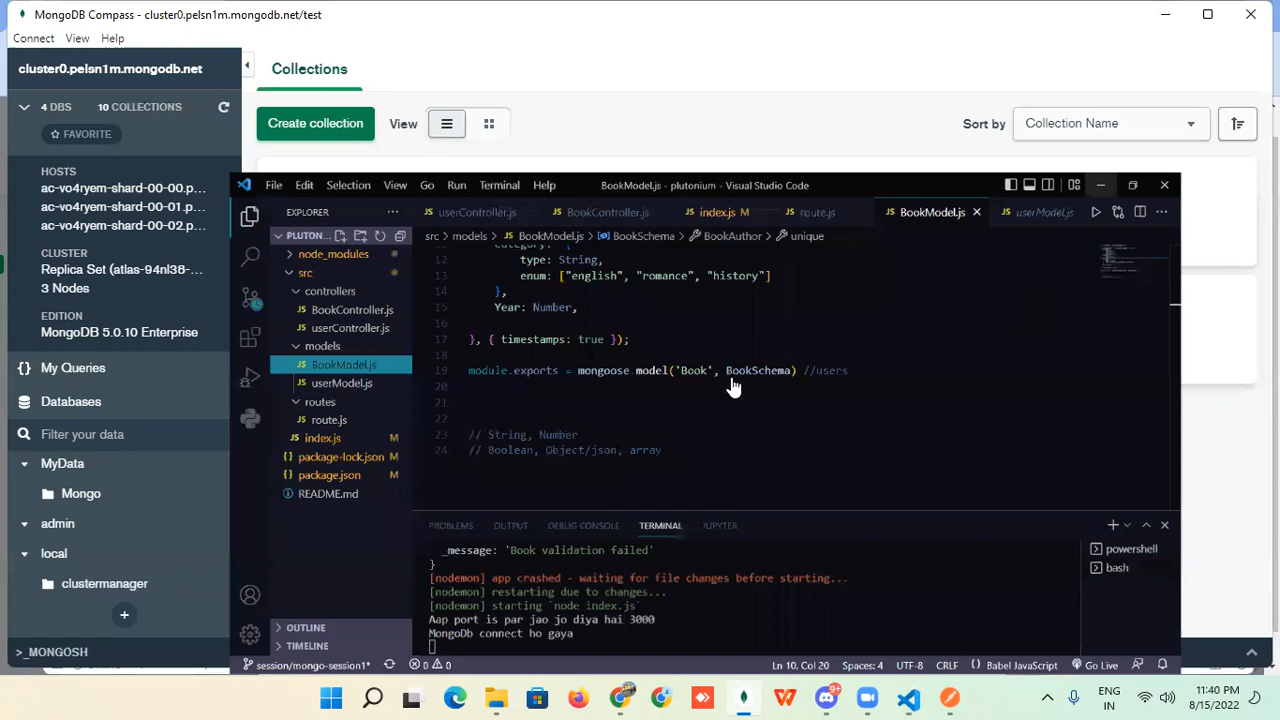 MongoDB Compass - cluster0.pelsn1m.mongodb.net/test
Connect View Help
cluster0.pelsn1m.mongodb.net
Collections
4 DBS 10 COLLECTIONS
Create collection View Sort by Collection Name
FAVORITE
HOSTS
ac-vo4ryem-shard-00-00.p...
ac-vo4ryem-shard-00-01.p...
ac-vo4ryem-shard-00-02.p...
CLUSTER
Replica Set (atlas-94nl38-...
3 Nodes
EDITION
MongoDB 5.0.10 Enterprise
My Queries
Databases
Filter your data
MyData
Mongo
admin
local
clustermanager
>_MONGOSH
File Edit Selection View Go Run Terminal Help BookModel.js - plutonium - Visual Studio Code
EXPLORER
PLUTON...
node_modules
src
controllers
BookController.js
userController.js
models
BookModel.js
userModel.js
routes
route.js
index.js M
package-lock.json M
package.json M
README.md
OUTLINE
TIMELINE
userController.js BookController.js index.js M route.js BookModel.js userModel.js
src > models > BookModel.js > BookSchema > BookAuthor > unique
12 type: String,
13 enum: ["english", "romance", "history"]
14 },
15 Year: Number,
16
17 }, { timestamps: true });
18
19 module.exports = mongoose.model('Book', BookSchema) //users
20
21
22
23 // String, Number
24 // Boolean, Object/json, array
PROBLEMS OUTPUT DEBUG CONSOLE TERMINAL JUPYTER
_message: 'Book validation failed'
}
[nodemon] app crashed - waiting for file changes before starting...
[nodemon] restarting due to changes...
[nodemon] starting `node index.js`
Aap port is par jao jo diya hai 3000
MongoDb connect ho gaya
powershell
bash
session/mongo-session1* 0 0 Ln 10, Col 20 Spaces: 4 UTF-8 CRLF Babel JavaScript Go Live
9+
ENG
IN
11:40 PM
8/15/2022